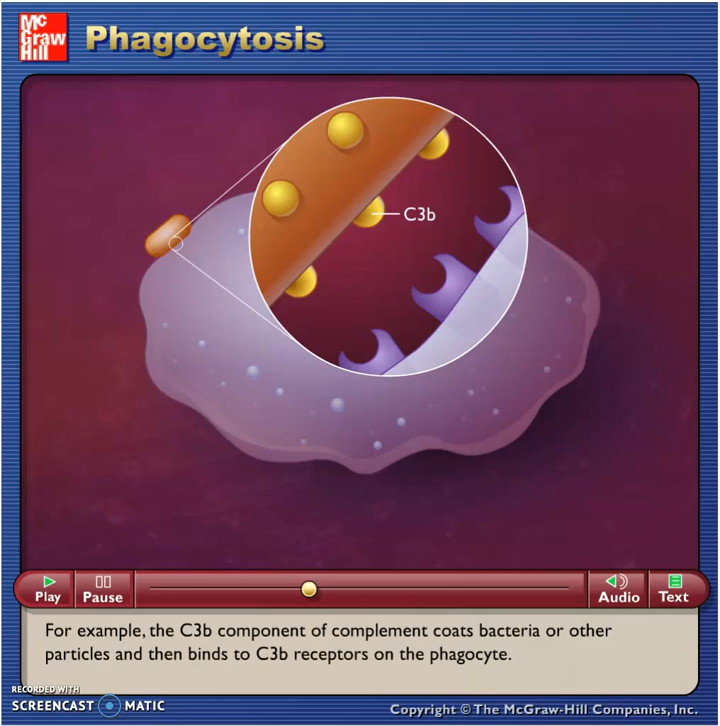 Mc
Graw
Hill
Phagocytosis
C3b
Play
Pause
Audio
Text
For example, the C3b component of complement coats bacteria or other
particles and then binds to C3b receptors on the phagocyte.
RECORDED WITH
SCREENCAST MATIC
Copyright © The McGraw-Hill Companies, Inc.